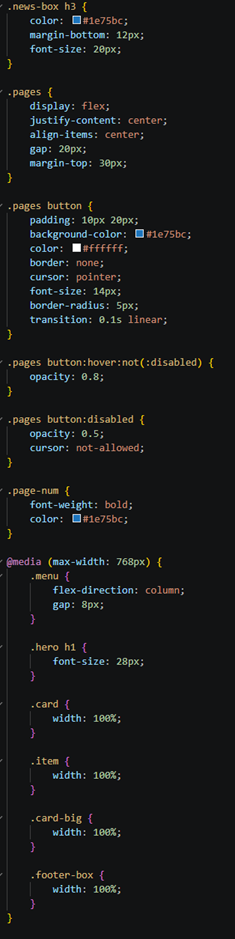 .news-box h3 {
    color: #1e75bc;
    margin-bottom: 12px;
    font-size: 20px;
}

.pages {
    display: flex;
    justify-content: center;
    align-items: center;
    gap: 20px;
    margin-top: 30px;
}

.pages button {
    padding: 10px 20px;
    background-color: #1e75bc;
    color: #ffffff;
    border: none;
    cursor: pointer;
    font-size: 14px;
    border-radius: 5px;
    transition: 0.1s linear;
}

.pages button:hover:not(:disabled) {
    opacity: 0.8;
}

.pages button:disabled {
    opacity: 0.5;
    cursor: not-allowed;
}

.page-num {
    font-weight: bold;
    color: #1e75bc;
}

@media (max-width: 768px) {
    .menu {
        flex-direction: column;
        gap: 8px;
    }

    .hero h1 {
        font-size: 28px;
    }

    .card {
        width: 100%;
    }

    .item {
        width: 100%;
    }

    .card-big {
        width: 100%;
    }

    .footer-box {
        width: 100%;
    }
}